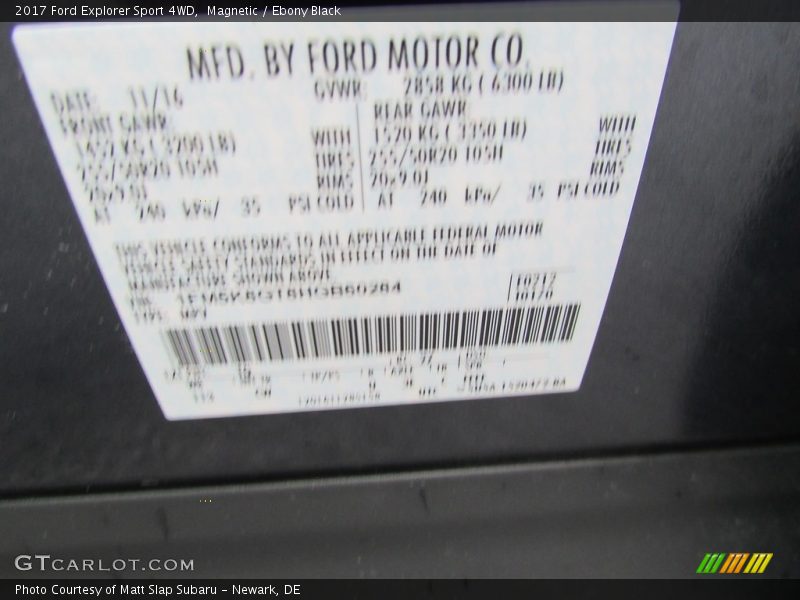 2017 Ford Explorer Sport 4WD, Magnetic / Ebony Black
MFD. BY FORD MOTOR CO.
DATE: 11/16 GVWR: 2858 KG ( 6300 LB)
FRONT GAWR: REAR GAWR:
1452 KG ( 3200 LB) WITH 1520 KG ( 3350 LB) WITH
255/50R20 105H TIRES 255/50R20 105H TIRES
20x9.0J RIMS 20x9.0J RIMS
AT 240 kPa/ 35 PSI COLD AT 240 kPa/ 35 PSI COLD
THIS VEHICLE CONFORMS TO ALL APPLICABLE FEDERAL MOTOR
VEHICLE SAFETY STANDARDS IN EFFECT ON THE DATE OF
MANUFACTURE SHOWN ABOVE.
VIN: 1FM5K8GT6HGB60284
TYPE: MPV
GTCARLOT.COM
Photo Courtesy of Matt Slap Subaru - Newark, DE